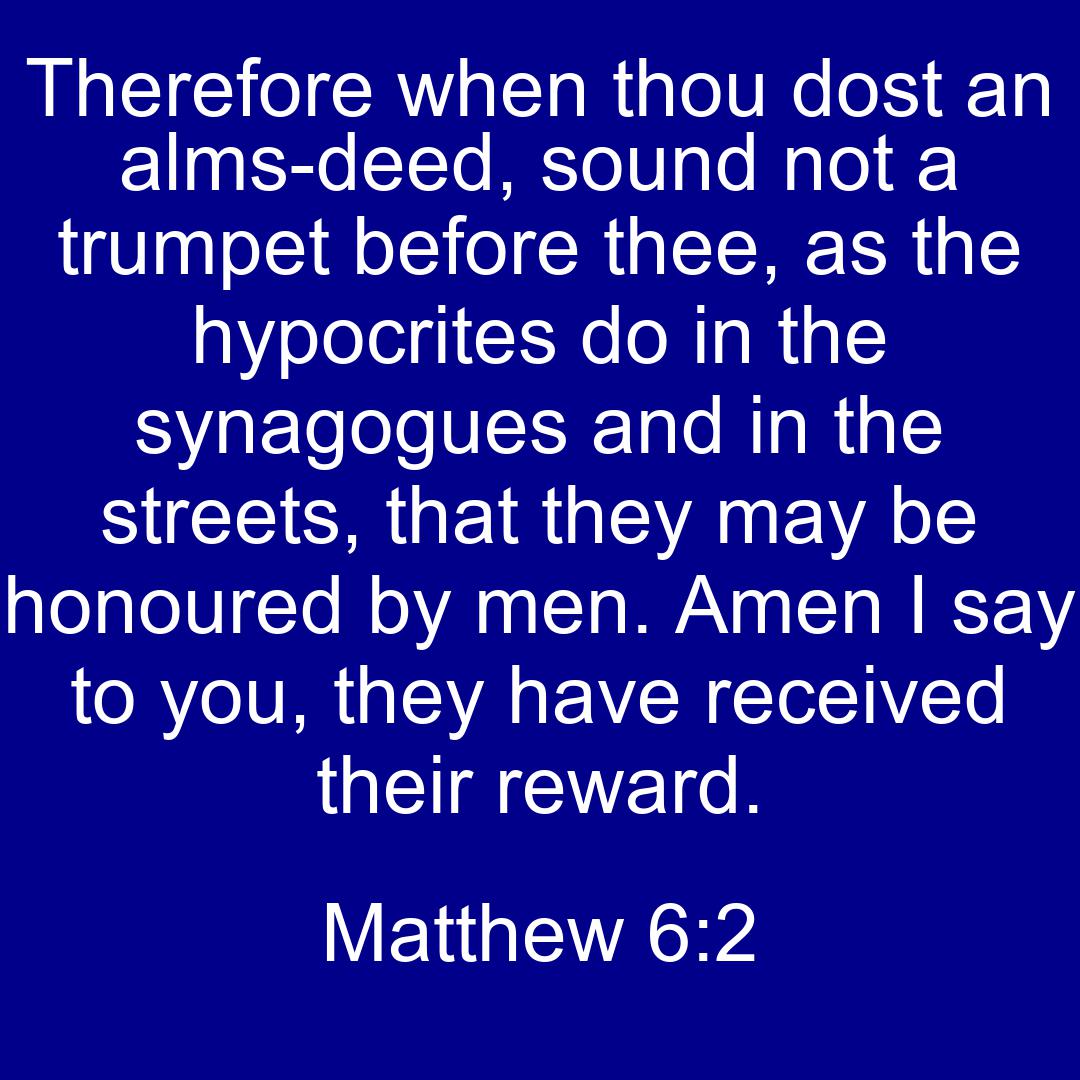 Therefore when thou dost an
alms-deed, sound not a
trumpet before thee, as the
hypocrites do in the
synagogues and in the
streets, that they may be
honoured by men. Amen I say
to you, they have received
their reward.
Matthew 6:2